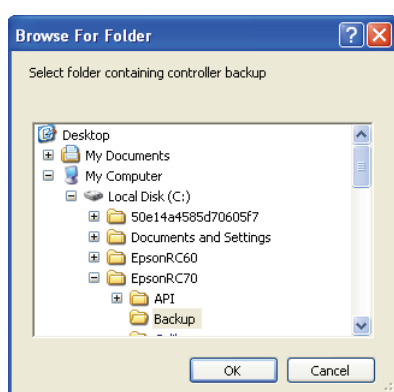 Browse For Folder
Select folder containing controller backup
Desktop
My Documents
My Computer
Local Disk (C:)
50e14a4585d70605f7
Documents and Settings
EpsonRC60
EpsonRC70
API
Backup
OK Cancel